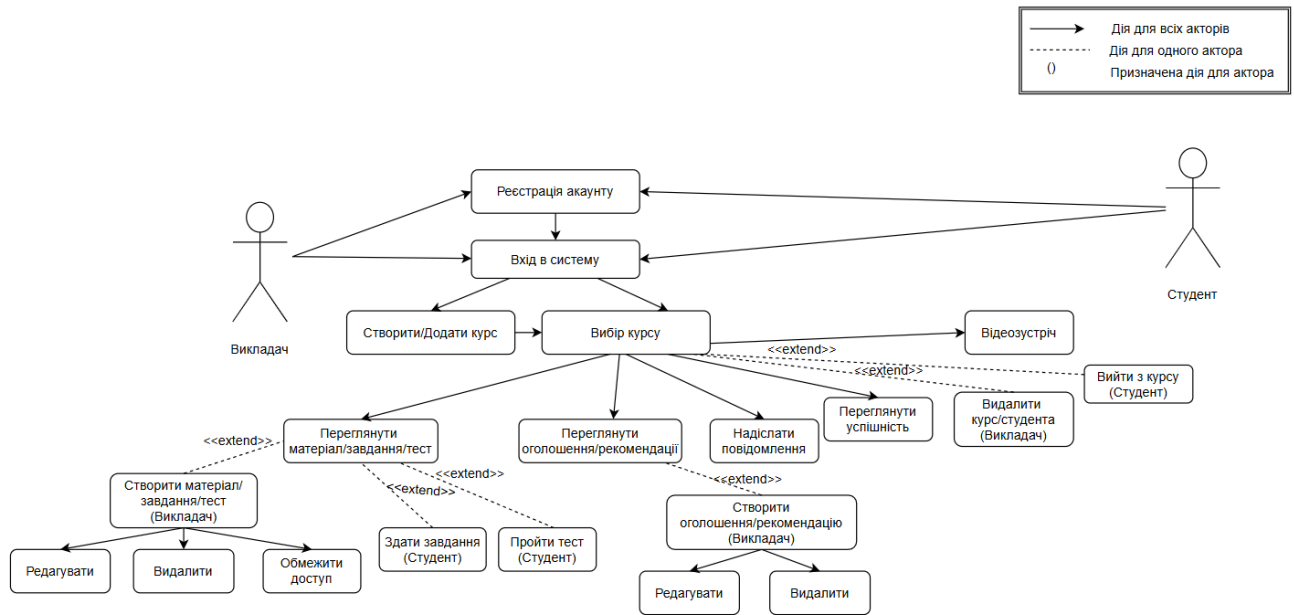 Дія для всіх акторів
Дія для одного актора
()
Призначена дія для актора
Реєстрація акаунту
Вхід в систему
Студент
Викладач
Створити/Додати курс
Вибір курсу
Відеозустріч
<<extend>>
<<extend>>
Вийти з курсу
(Студент)
Видалити
курс/студента
(Викладач)
Переглянути
успішність
Переглянути
матеріал/завдання/тест
Переглянути
оголошення/рекомендації
Надіслати
повідомлення
<<extend>>
<<extend>>
<<extend>>
<<extend>>
Створити матеріал/
завдання/тест
(Викладач)
Здати завдання
(Студент)
Пройти тест
(Студент)
Створити
оголошення/рекомендацію
(Викладач)
Редагувати
Видалити
Обмежити
доступ
Редагувати
Видалити